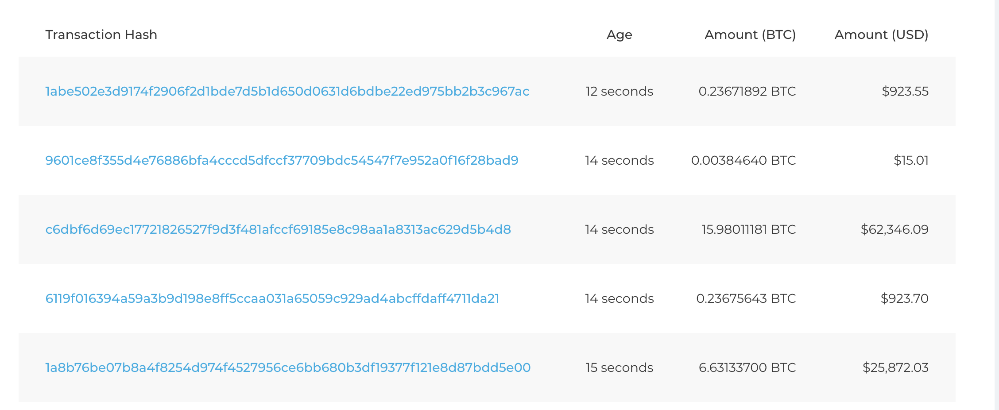 Transaction Hash Age Amount (BTC) Amount (USD)
1abe502e3d9174f2906f2d1bde7d5b1d650d0631d6bdbe22ed975bb2b3c967ac 12 seconds 0.23671892 BTC $923.55
9601ce8f355d4e76886bfa4cccd5dfccf37709bdc54547f7e952a0f16f28bad9 14 seconds 0.00384640 BTC $15.01
c6dbf6d69ec17721826527f9d3f481afccf69185e8c98aa1a8313ac629d5b4d8 14 seconds 15.98011181 BTC $62,346.09
6119f016394a59a3b9d198e8ff5ccaa031a65059c929ad4abcffdaff4711da21 14 seconds 0.23675643 BTC $923.70
1a8b76be07b8a4f8254d974f4527956ce6bb680b3df19377f121e8d87bdd5e00 15 seconds 6.63133700 BTC $25,872.03